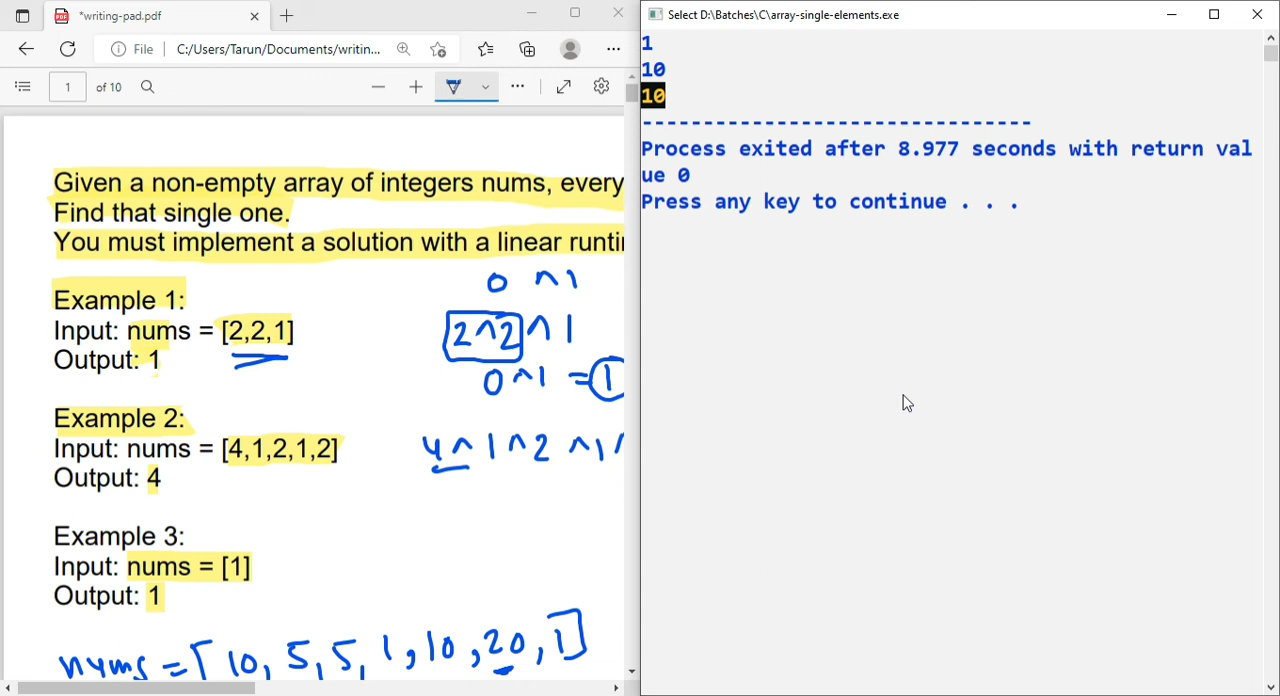 *writing-pad.pdf
File C:/Users/Tarun/Documents/writin...
1 of 10
Given a non-empty array of integers nums, every
Find that single one.
You must implement a solution with a linear
0 ^ 1
Example 1:
Input: nums = [2,2,1]
2^2 ^ 1
Output: 1
0 ^ 1 = 1
Example 2:
Input: nums = [4,1,2,1,2]
4 ^ 1 ^ 2 ^ 1 ^
Output: 4
Example 3:
Input: nums = [1]
Output: 1
nums = [10, 5, 5, 1, 10, 20, 1]
Select D:\Batches\C\array-single-elements.exe
1
10
10
--------------------------------
Process exited after 8.977 seconds with return val
ue 0
Press any key to continue . . .